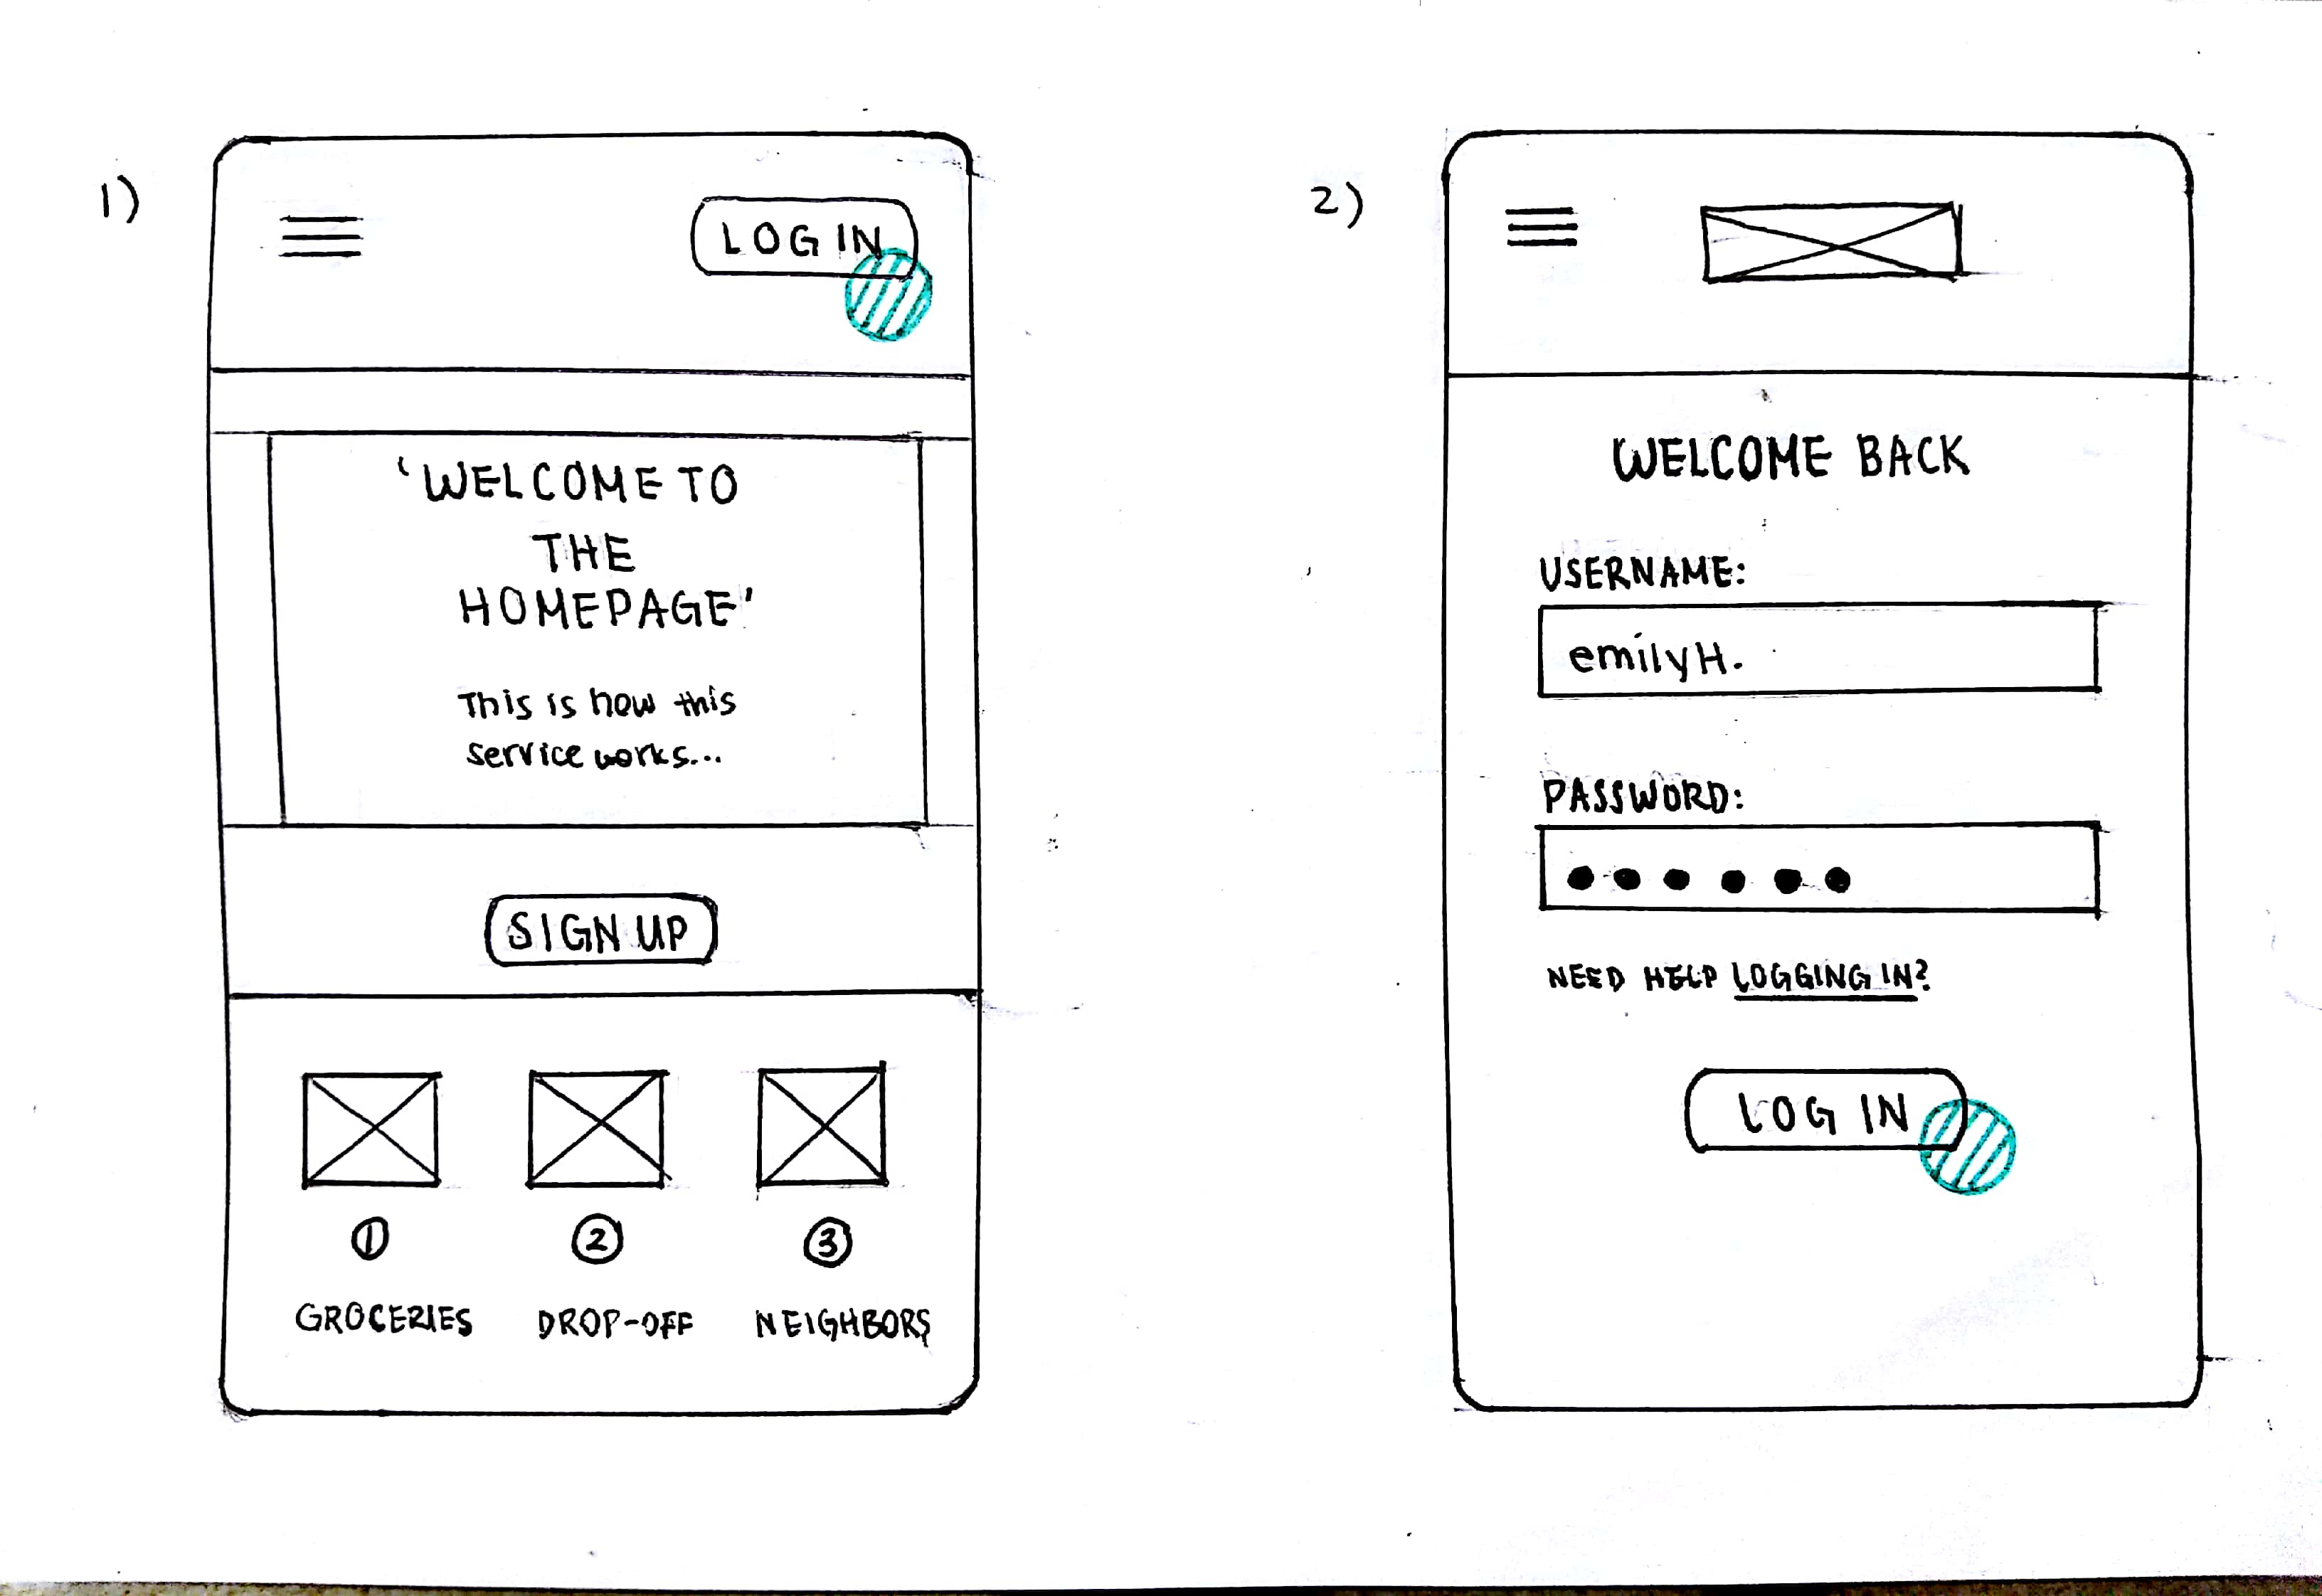 1)
LOG IN
‘WELCOME TO
THE
HOMEPAGE’
This is how this
service works...
SIGN UP
1 2 3
GROCERIES DROP-OFF NEIGHBORS
2)
WELCOME BACK
USERNAME:
emilyH.
PASSWORD:
●●●●●●
NEED HELP LOGGING IN?
LOG IN